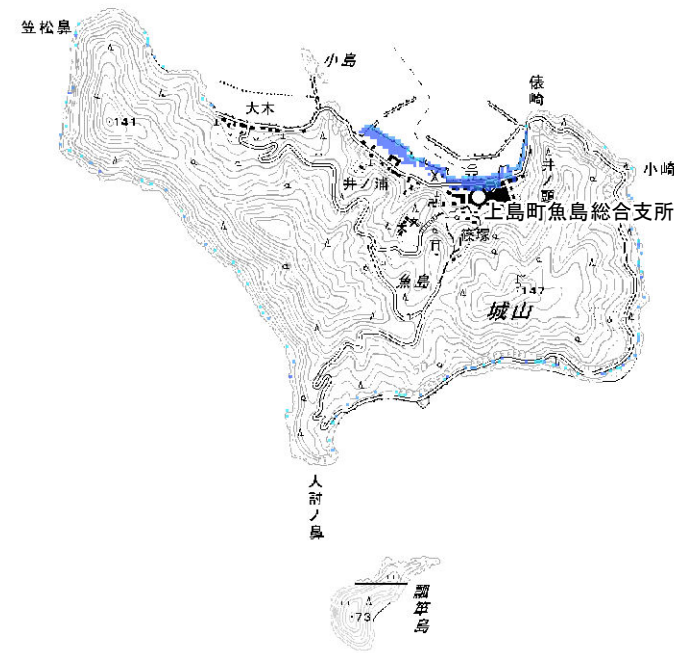 笠松鼻
小島
俵崎
大木
141
小崎
井ノ浦
井ノ頭
上島町魚島総合支所
篠塚
魚島
147
城山
人討ノ鼻
瓢箪島
73